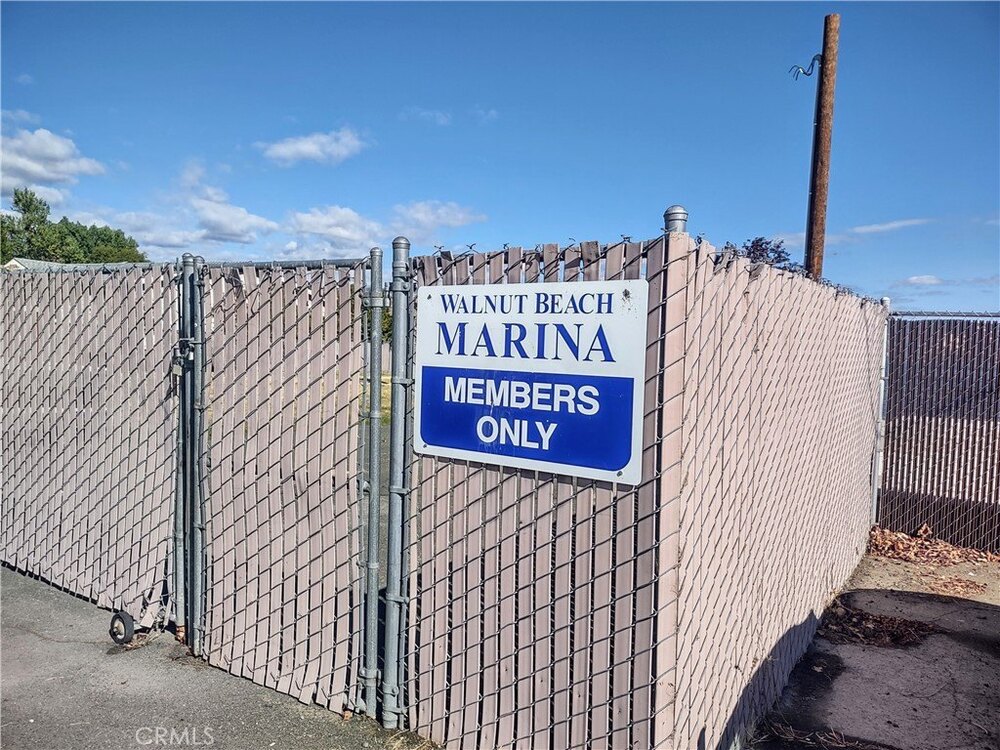 WALNUT BEACH
MARINA
MEMBERS
ONLY
CRMLS